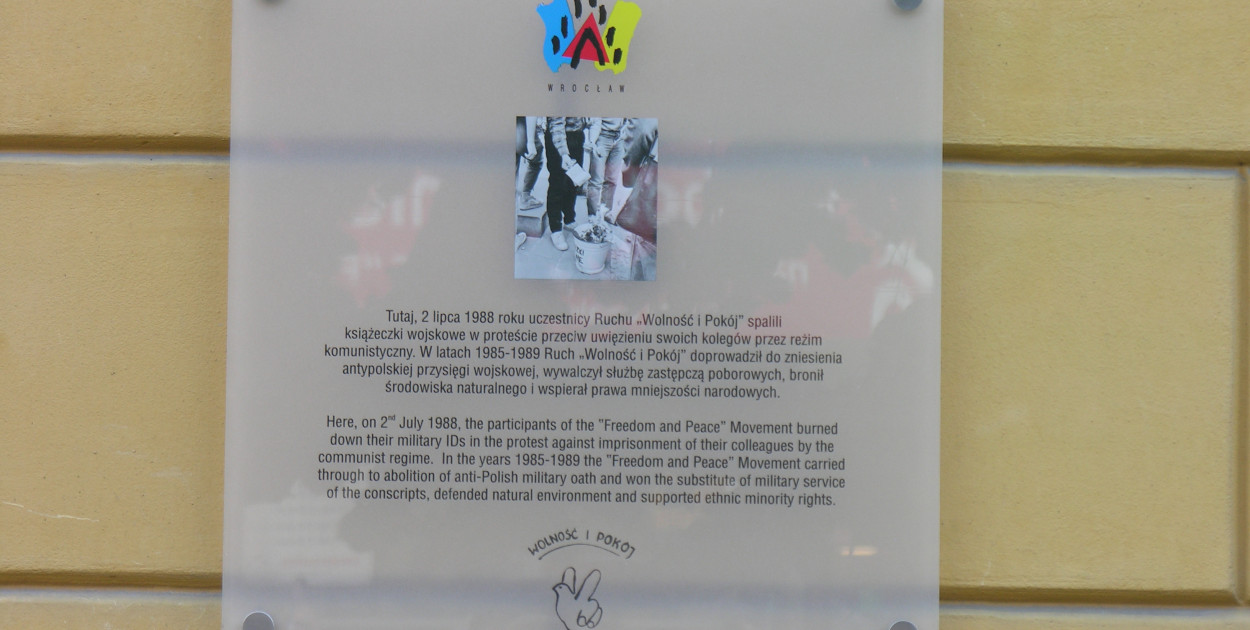 WROCŁAW
Tutaj, 2 lipca 1988 roku uczestnicy Ruchu „Wolność i Pokój” spalili
książeczki wojskowe w proteście przeciw uwięzieniu swoich kolegów przez reżim
komunistyczny. W latach 1985-1989 Ruch „Wolność i Pokój” doprowadził do zniesienia
antypolskiej przysięgi wojskowej, wywalczył służbę zastępczą poborowych, bronił
środowiska naturalnego i wspierał prawa mniejszości narodowych.
Here, on 2nd July 1988, the participants of the ”Freedom and Peace” Movement burned
down their military IDs in the protest against imprisonment of their colleagues by the
communist regime. In the years 1985-1989 the ”Freedom and Peace” Movement carried
through to abolition of anti-Polish military oath and won the substitute of military service
of the conscripts, defended natural environment and supported ethnic minority rights.
WOLNOŚĆ I POKÓJ